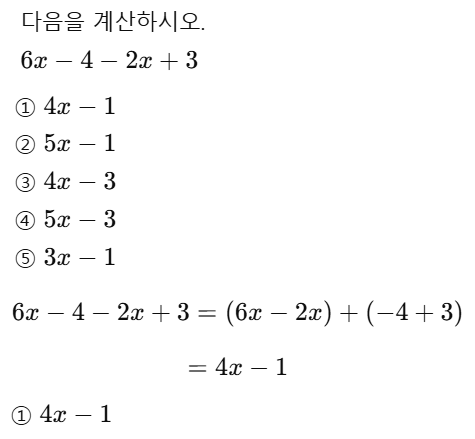 다음을 계산하시오.
6x − 4 − 2x + 3
① 4x − 1
② 5x − 1
③ 4x − 3
④ 5x − 3
⑤ 3x − 1
6x − 4 − 2x + 3 = (6x − 2x) + (−4 + 3)
= 4x − 1
① 4x − 1